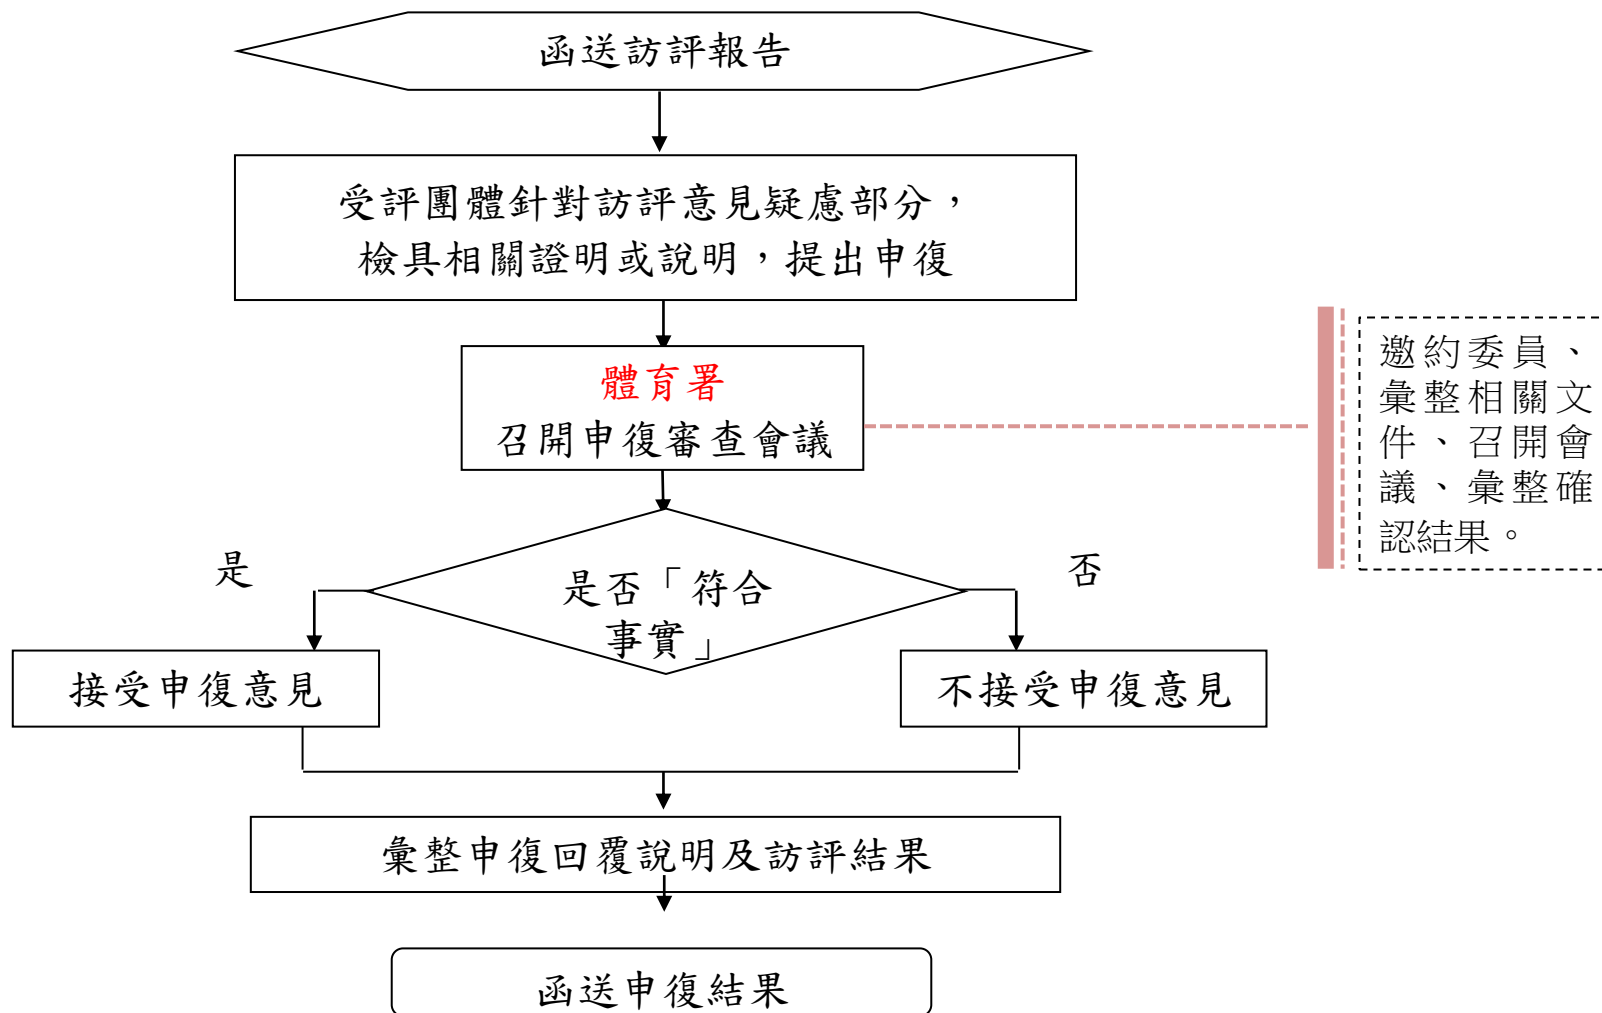 函送訪評報告
受評團體針對訪評意見疑慮部分，
檢具相關證明或說明，提出申復
體育署
召開申復審查會議
邀約委員、
彙整相關文
件、召開會
議、彙整確
認結果。
是
否
是否「符合
事實」
接受申復意見
不接受申復意見
彙整申復回覆說明及訪評結果
函送申復結果